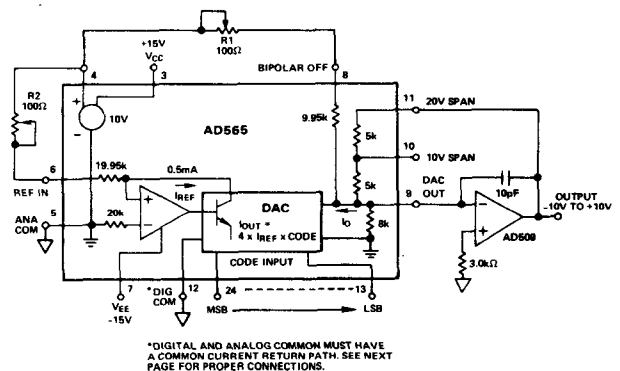 R1
100Ω
+15V
VCC
BIPOLAR OFF
4
3
8
R2
100Ω
+
10V
-
AD565
9.95k
11
20V SPAN
5k
10
10V SPAN
5k
6
REF IN
19.95k
0.5mA
IREF
9
DAC
OUT
10pF
OUTPUT
-10V TO +10V
ANA
COM
5
20k
+
-
DAC
IOUT =
4 x IREF x CODE
IO
8k
-
+
AD509
3.0kΩ
CODE INPUT
7
VEE
-15V
*DIG
COM
12
24
13
MSB
LSB
*DIGITAL AND ANALOG COMMON MUST HAVE
A COMMON CURRENT RETURN PATH. SEE NEXT
PAGE FOR PROPER CONNECTIONS.